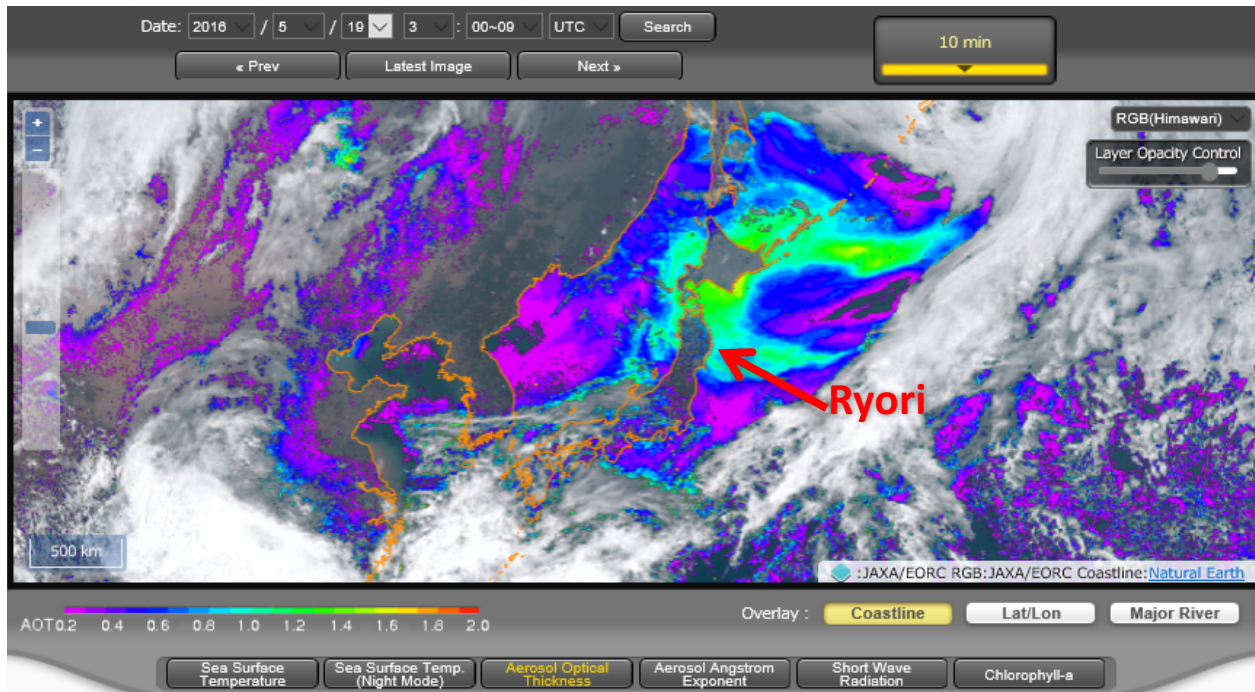 Date: 2016 / 5 / 19 3 : 00~09 UTC Search
10 min
« Prev Latest Image Next »
+
RGB(Himawari)
−
Layer Opacity Control
Ryori
500 km
:JAXA/EORC RGB:JAXA/EORC Coastline:Natural Earth
Overlay : Coastline Lat/Lon Major River
AOT 0.2 0.4 0.6 0.8 1.0 1.2 1.4 1.6 1.8 2.0
Sea Surface Temperature
Sea Surface Temp. (Night Mode)
Aerosol Optical Thickness
Aerosol Angstrom Exponent
Short Wave Radiation
Chlorophyll-a